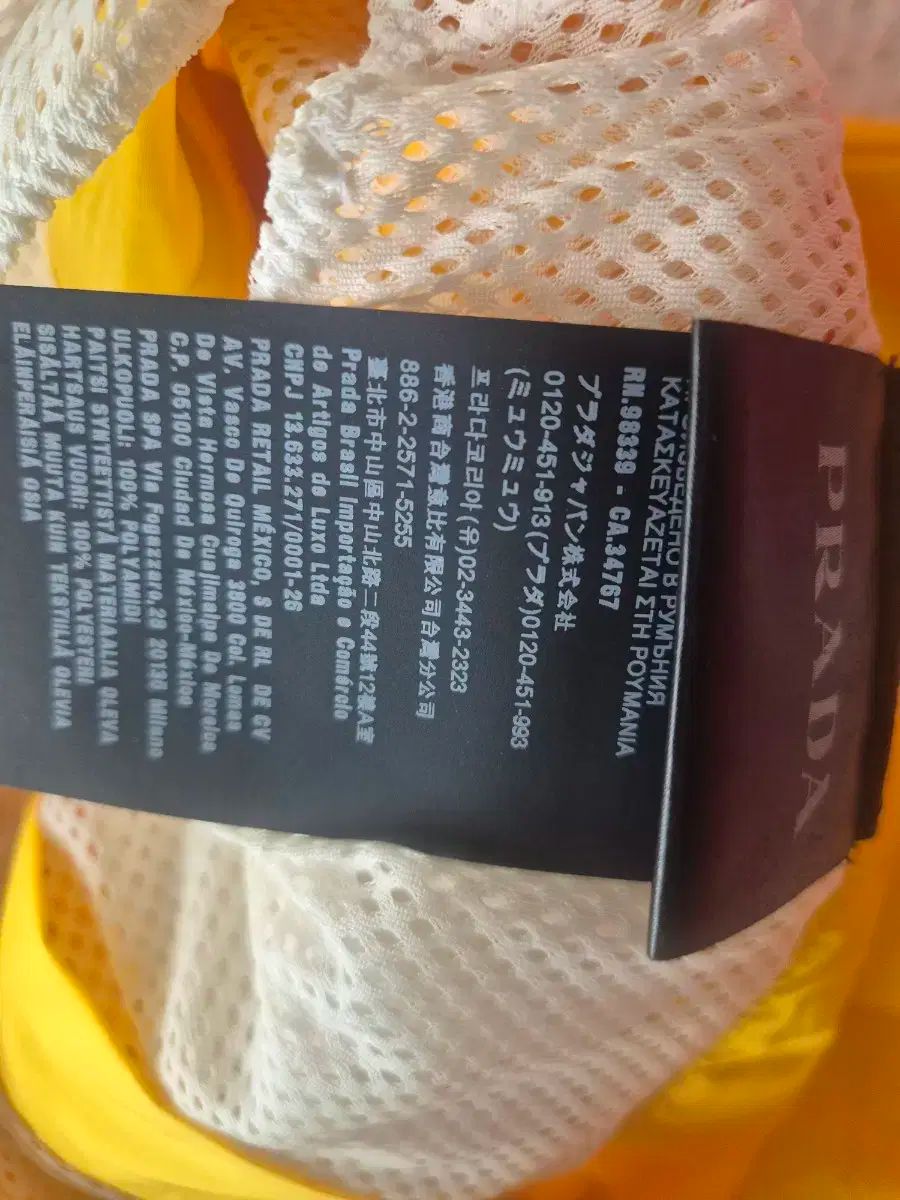 PRADA
ΚΑΤΑΣΚΕΥΑΖΕΤΑΙ ΣΤΗ ΡΟΥΜΑΝΙΑ
RN.98339 - CA.34767
プラダジャパン株式会社
0120-451-913(プラダ)0120-451-993
(ミュウミュウ)
프라다코리아(유)02-3443-2323
香港商台灣慕比有限公司台灣分公司
886-2-2571-5255
臺北市中山區中山北路二段44號12樓A室
Prada Brasil Importação e Comércio
de Artigos de Luxo Ltda
CNPJ 13.633.271/0001-26
PRADA RETAIL MÉXICO, S DE RL DE CV
AV. Vasco De Quiroga 3900 Col. Lomas
De Vista Hermosa Cuajimalpa De Morelos
C.P. 05100 Ciudad De México-México
PRADA SPA Via Fogazzaro,28 20135 Milano
ULKOPUOLI: 100% POLYAMIDI
PAITSI SYNTEETTISTÄ MATERIAALIA OLEVA
HARTSAUS VUORI: 100% POLYESTERI
SISÄLTÄÄ MUUTA KUIN TEKSTIILIÄ OLEVIA
ELÄINPERÄISIÄ OSIA